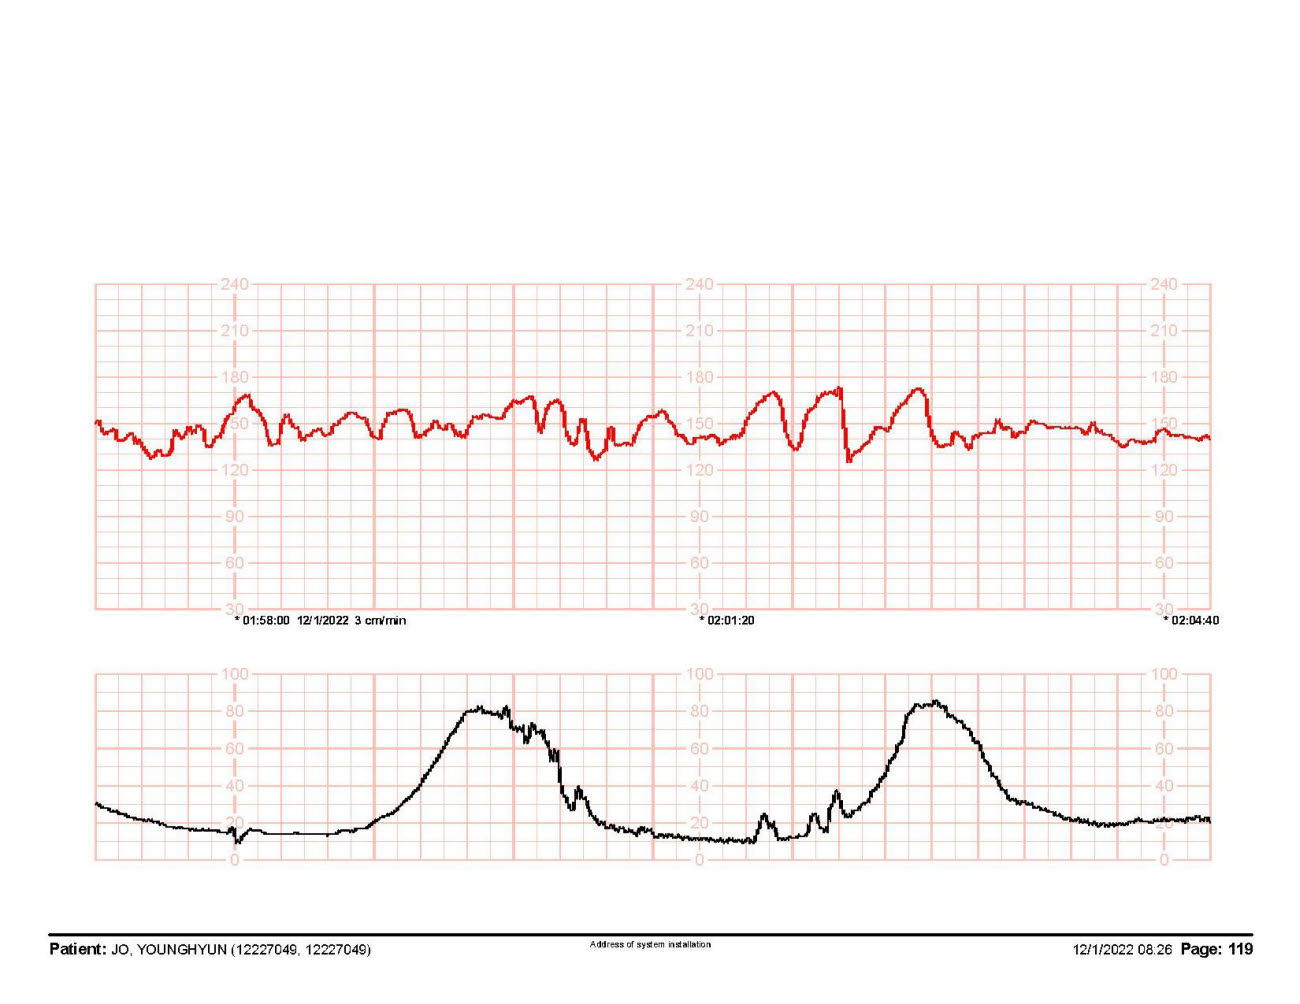 240 240 240
210 210 210
180 180 180
150 150 150
120 120 120
90 90 90
60 60 60
30 30 30
* 01:58:00 12/1/2022 3 cm/min * 02:01:20 * 02:04:40
100 100 100
80 80 80
60 60 60
40 40 40
20 20 20
0 0 0
Patient: JO, YOUNGHYUN (12227049, 12227049) Address of system installation 12/1/2022 08:26 Page: 119